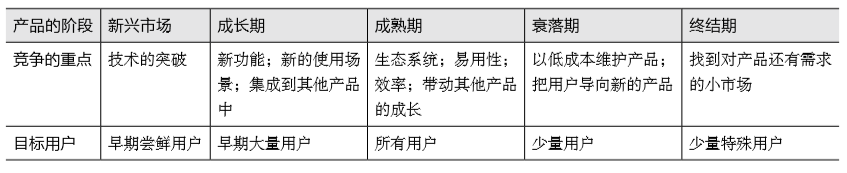 产品的阶段 新兴市场 成长期 成熟期 衰落期 终结期
竞争的重点 技术的突破 新功能；新的使用场 生态系统；易用性； 以低成本维护产品； 找到对产品还有需求
景；集成到其他产品 效率；带动其他产品 把用户导向新的产品 的小市场
中 的成长
目标用户 早期尝鲜用户 早期大量用户 所有用户 少量用户 少量特殊用户